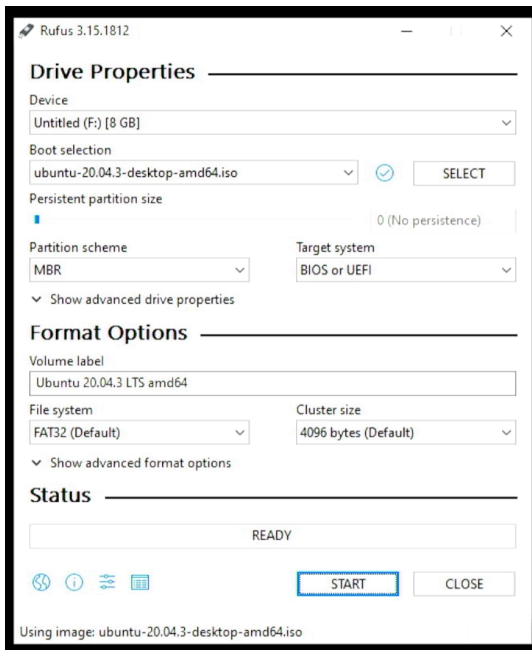 Rufus 3.15.1812
Drive Properties
Device
Untitled (F:) [8 GB]
Boot selection
ubuntu-20.04.3-desktop-amd64.iso
SELECT
Persistent partition size
0 (No persistence)
Partition scheme
Target system
MBR
BIOS or UEFI
Show advanced drive properties
Format Options
Volume label
Ubuntu 20.04.3 LTS amd64
File system
Cluster size
FAT32 (Default)
4096 bytes (Default)
Show advanced format options
Status
READY
START
CLOSE
Using image: ubuntu-20.04.3-desktop-amd64.iso